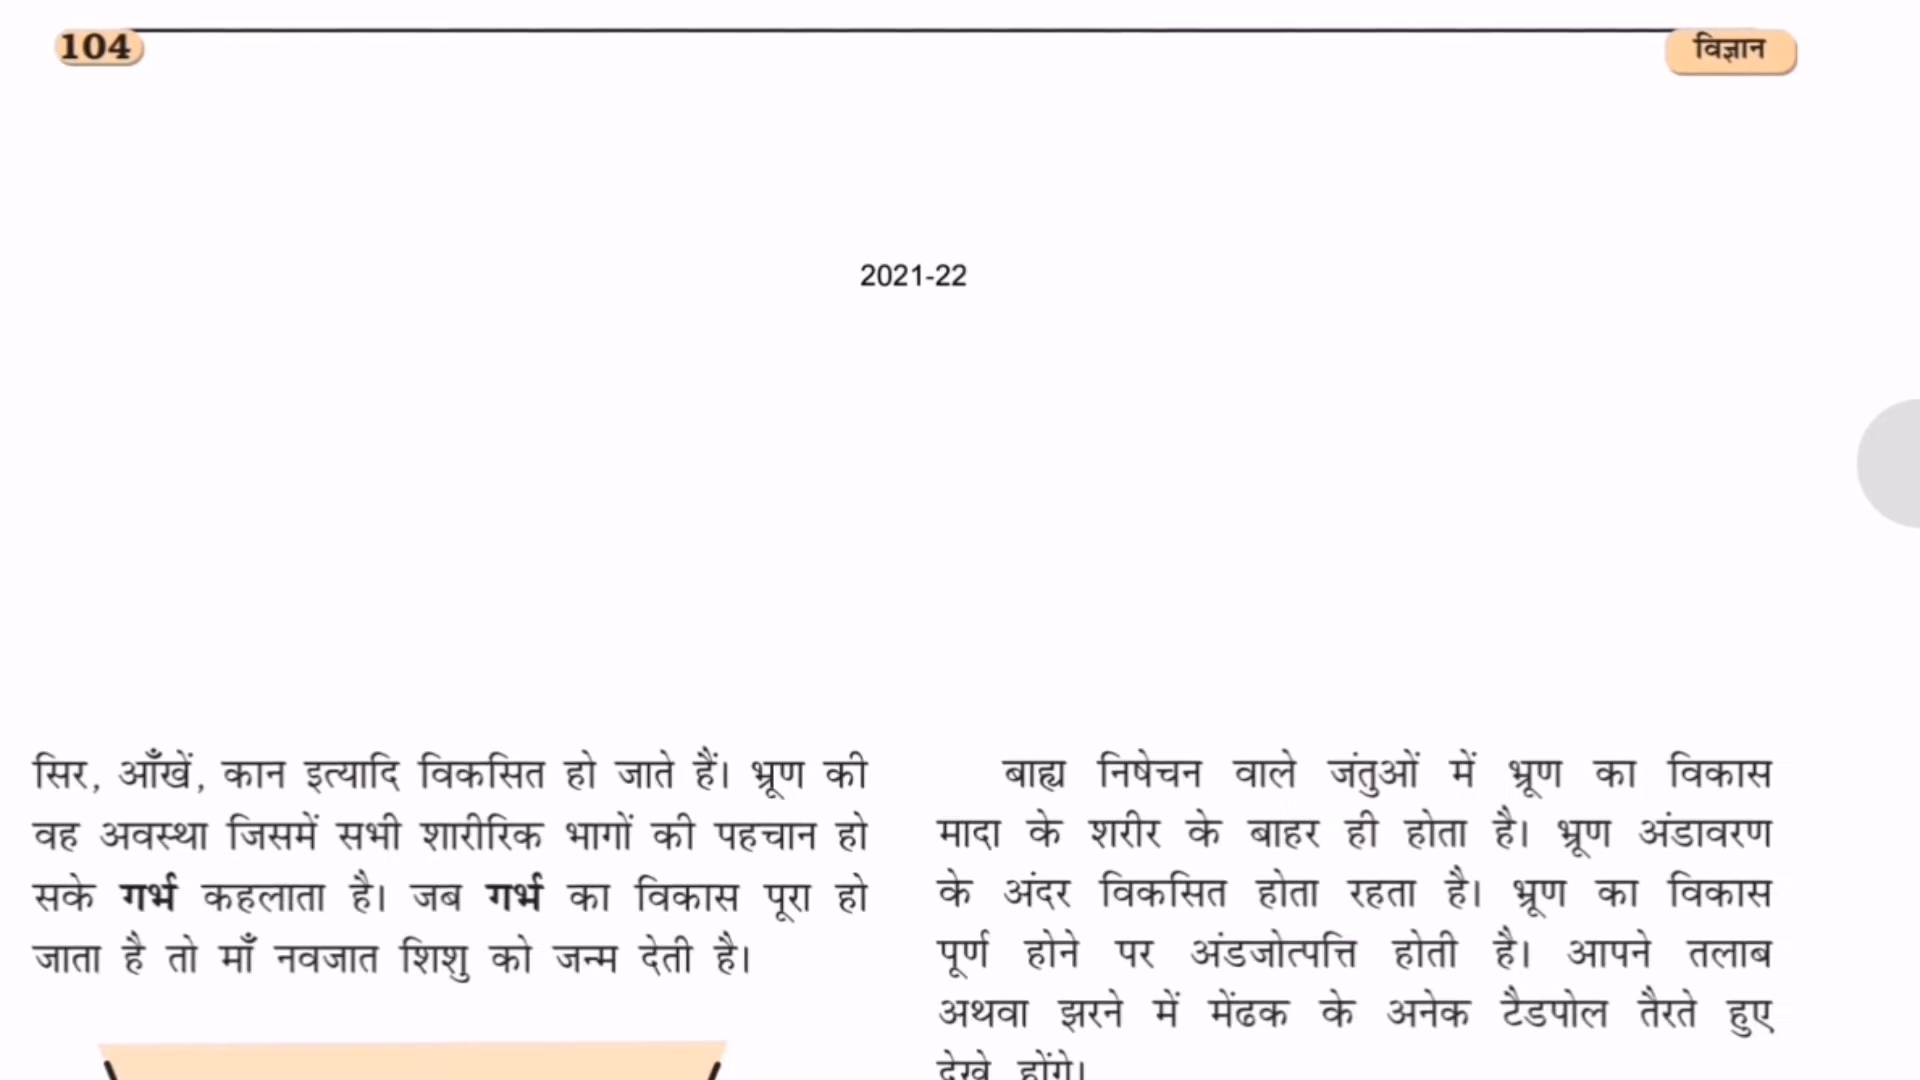 104
विज्ञान
2021-22
सिर, आँखें, कान इत्यादि विकसित हो जाते हैं। भ्रूण की
वह अवस्था जिसमें सभी शारीरिक भागों की पहचान हो
सके गर्भ कहलाता है। जब गर्भ का विकास पूरा हो
जाता है तो माँ नवजात शिशु को जन्म देती है।
बाह्य निषेचन वाले जंतुओं में भ्रूण का विकास
मादा के शरीर के बाहर ही होता है। भ्रूण अंडावरण
के अंदर विकसित होता रहता है। भ्रूण का विकास
पूर्ण होने पर अंडजोत्पत्ति होती है। आपने तलाब
अथवा झरने में मेंढक के अनेक टैडपोल तैरते हुए
देखे होंगे।